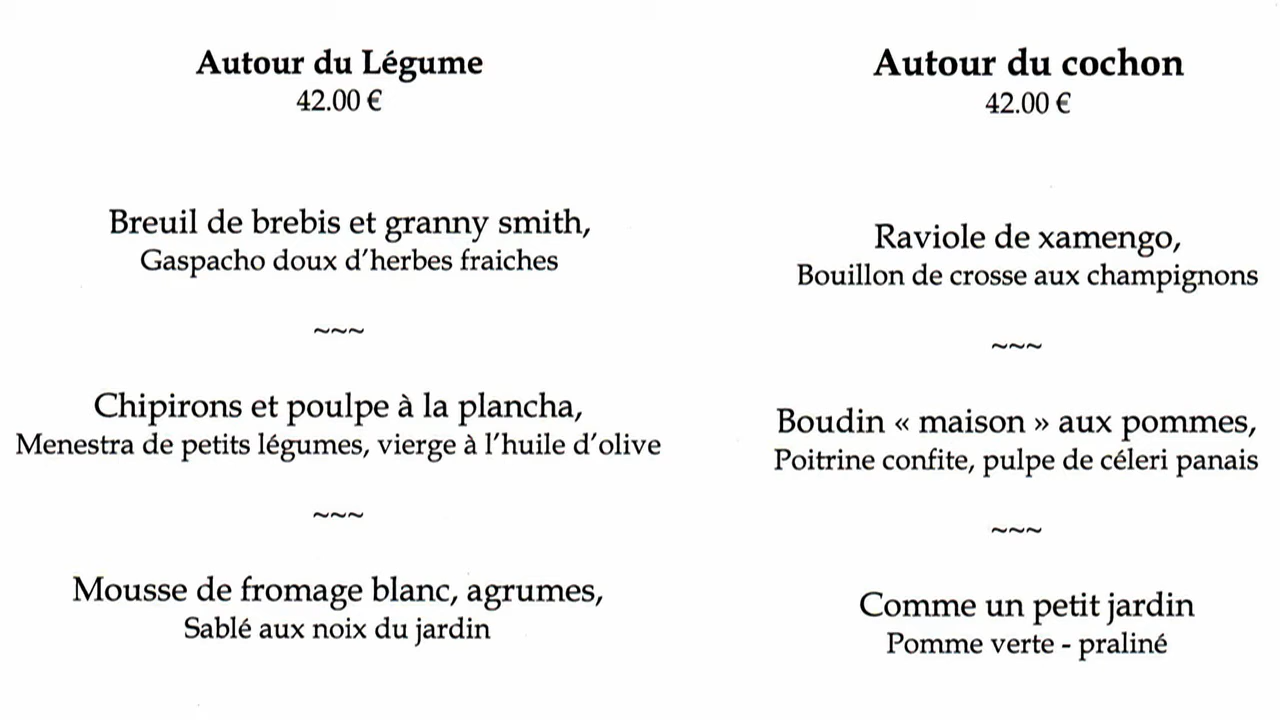 Autour du Légume
42.00 €
Breuil de brebis et granny smith,
Gaspacho doux d'herbes fraiches
~~~
Chipirons et poulpe à la plancha,
Menestra de petits légumes, vierge à l'huile d'olive
~~~
Mousse de fromage blanc, agrumes,
Sablé aux noix du jardin
Autour du cochon
42.00 €
Raviole de xamengo,
Bouillon de crosse aux champignons
~~~
Boudin « maison » aux pommes,
Poitrine confite, pulpe de céleri panais
~~~
Comme un petit jardin
Pomme verte - praliné